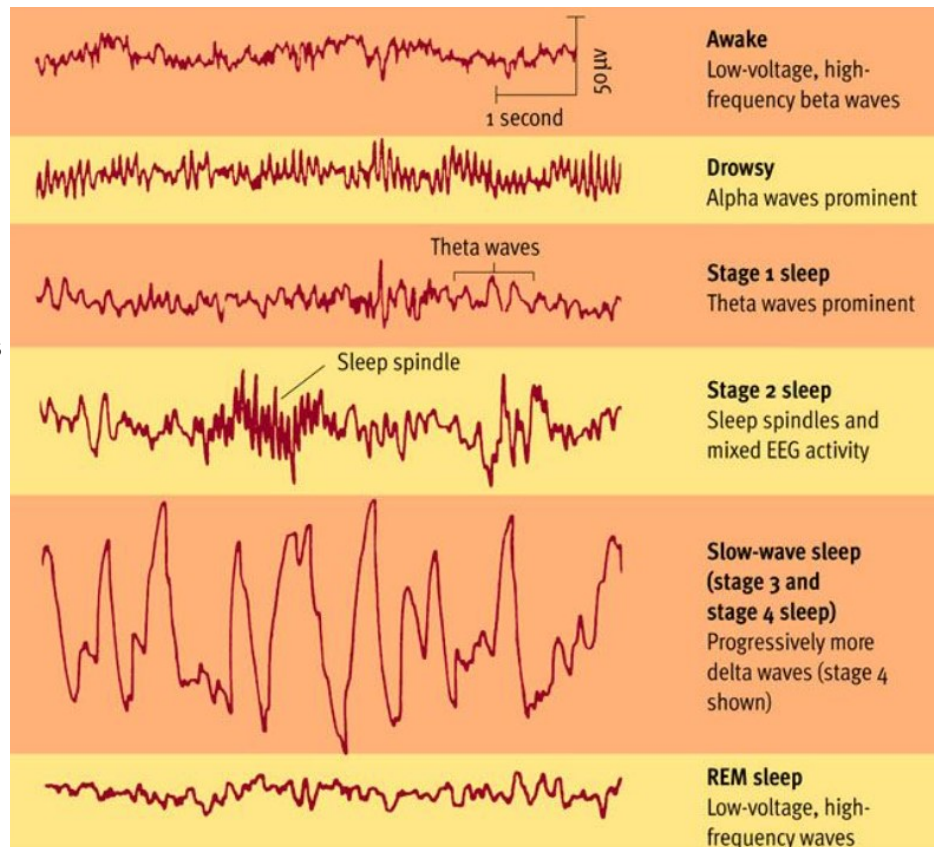 Awake
Low-voltage, high-
frequency beta waves
50μv
1 second
Drowsy
Alpha waves prominent
Theta waves
Stage 1 sleep
Theta waves prominent
Sleep spindle
Stage 2 sleep
Sleep spindles and
mixed EEG activity
Slow-wave sleep
(stage 3 and
stage 4 sleep)
Progressively more
delta waves (stage 4
shown)
REM sleep
Low-voltage, high-
frequency waves